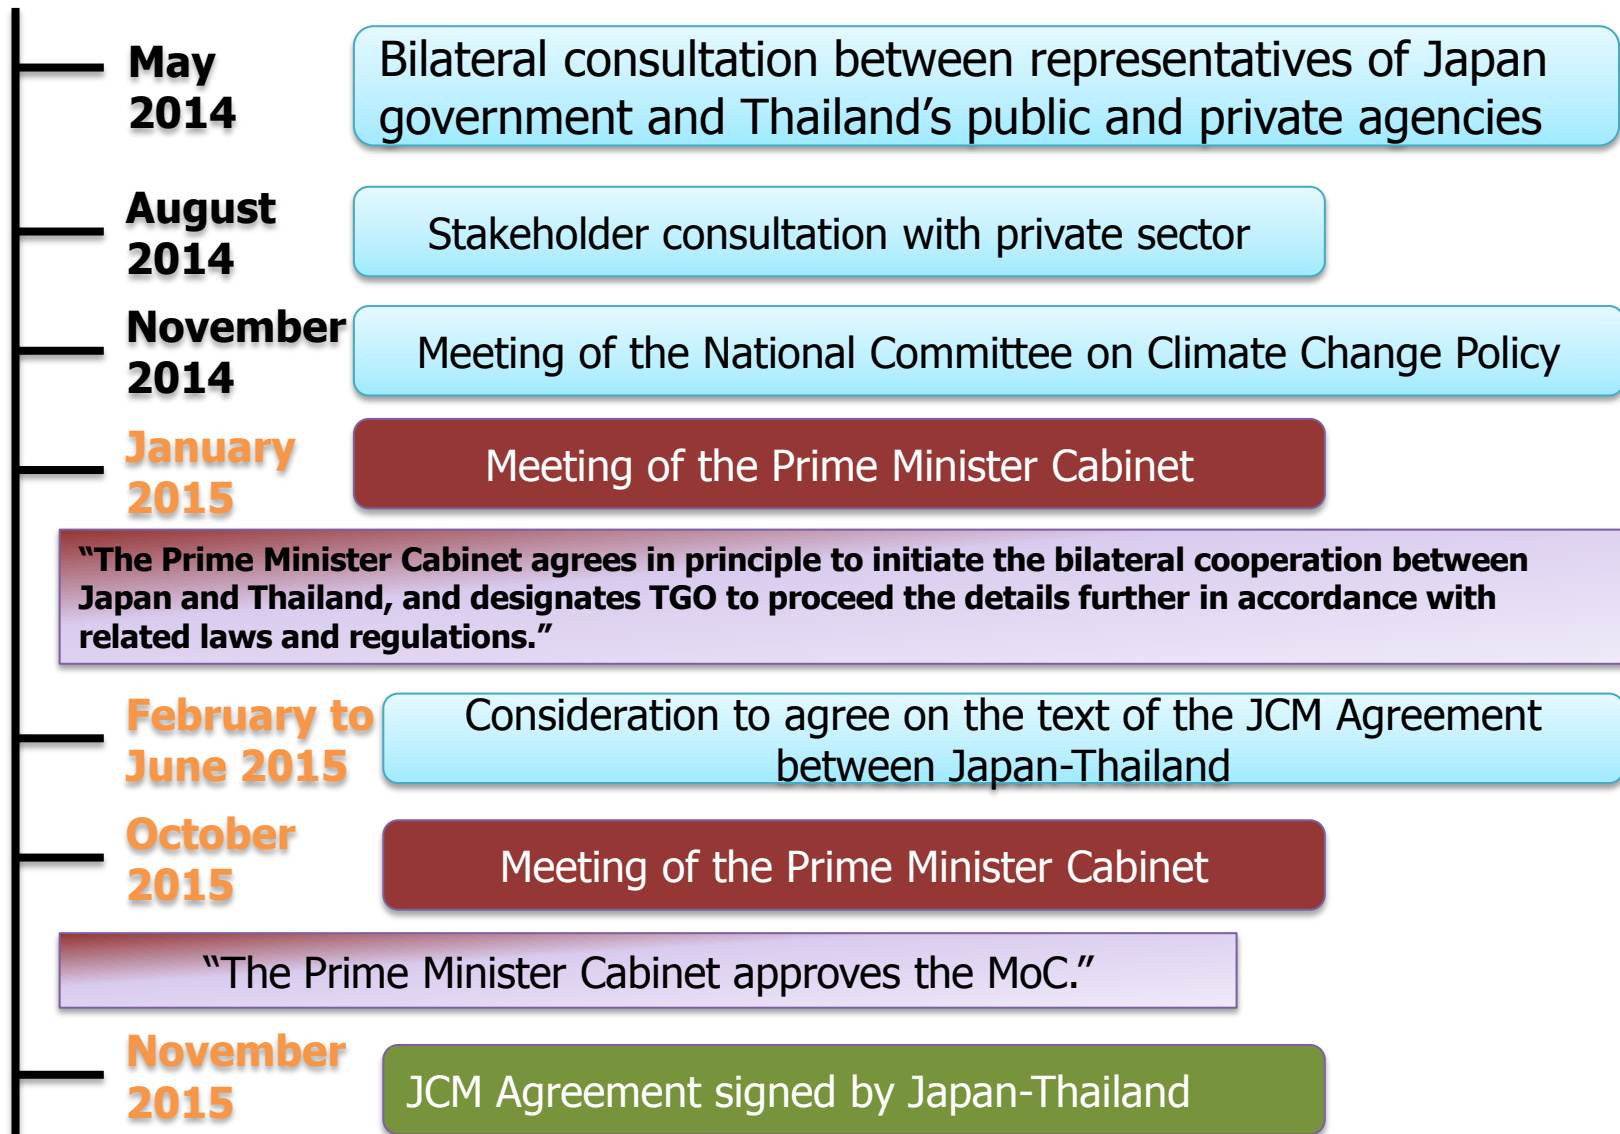 May
2014
Bilateral consultation between representatives of Japan
government and Thailand’s public and private agencies
August
2014
Stakeholder consultation with private sector
November
2014
Meeting of the National Committee on Climate Change Policy
January
2015
Meeting of the Prime Minister Cabinet
“The Prime Minister Cabinet agrees in principle to initiate the bilateral cooperation between
Japan and Thailand, and designates TGO to proceed the details further in accordance with
related laws and regulations.”
February to
June 2015
Consideration to agree on the text of the JCM Agreement
between Japan-Thailand
October
2015
Meeting of the Prime Minister Cabinet
“The Prime Minister Cabinet approves the MoC.”
November
2015
JCM Agreement signed by Japan-Thailand